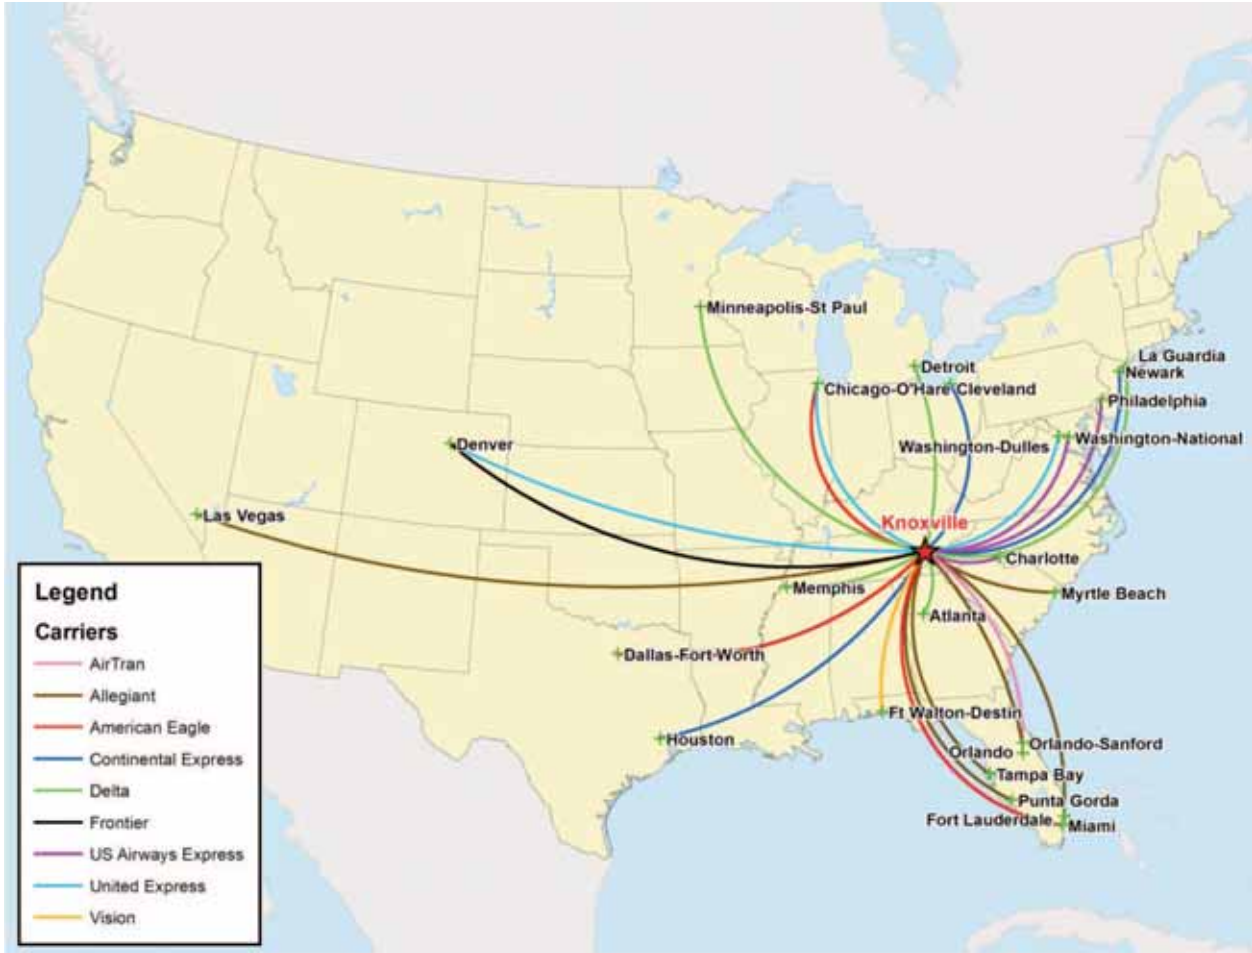 Minneapolis-St Paul
La Guardia
Detroit
Newark
Chicago-O'Hare
Cleveland
Philadelphia
Denver
Washington-Dulles
Washington-National
Las Vegas
Knoxville
Charlotte
Memphis
Myrtle Beach
Atlanta
Dallas-Fort-Worth
Ft Walton-Destin
Houston
Orlando-Sanford
Orlando
Tampa Bay
Punta Gorda
Fort Lauderdale
Miami
Legend
Carriers
AirTran
Allegiant
American Eagle
Continental Express
Delta
Frontier
US Airways Express
United Express
Vision